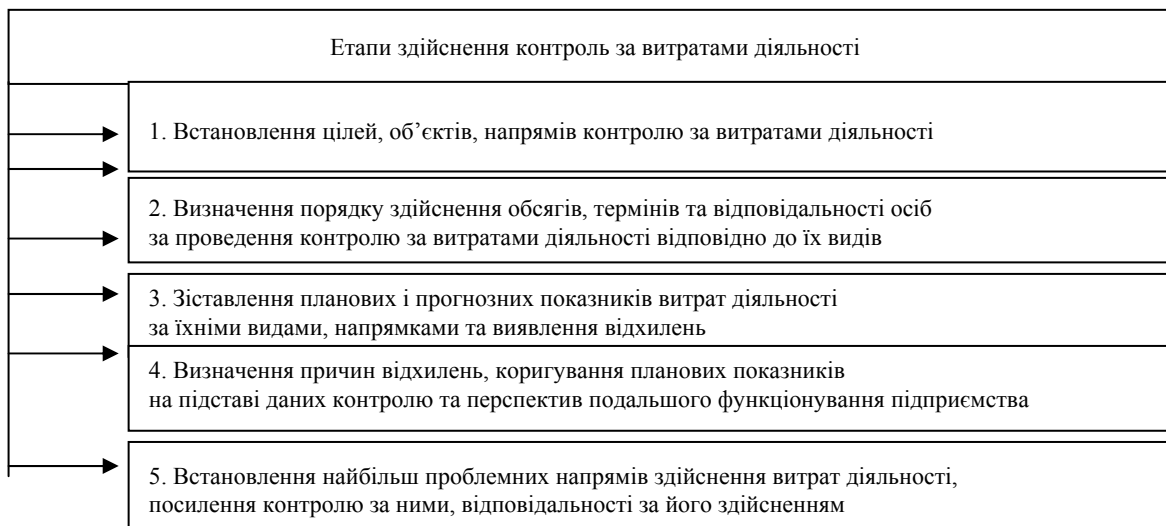 Етапи здійснення контроль за витратами діяльності
1. Встановлення цілей, об’єктів, напрямів контролю за витратами діяльності
2. Визначення порядку здійснення обсягів, термінів та відповідальності осіб
за проведення контролю за витратами діяльності відповідно до їх видів
3. Зіставлення планових і прогнозних показників витрат діяльності
за їхніми видами, напрямками та виявлення відхилень
4. Визначення причин відхилень, коригування планових показників
на підставі даних контролю та перспектив подальшого функціонування підприємства
5. Встановлення найбільш проблемних напрямів здійснення витрат діяльності,
посилення контролю за ними, відповідальності за його здійсненням